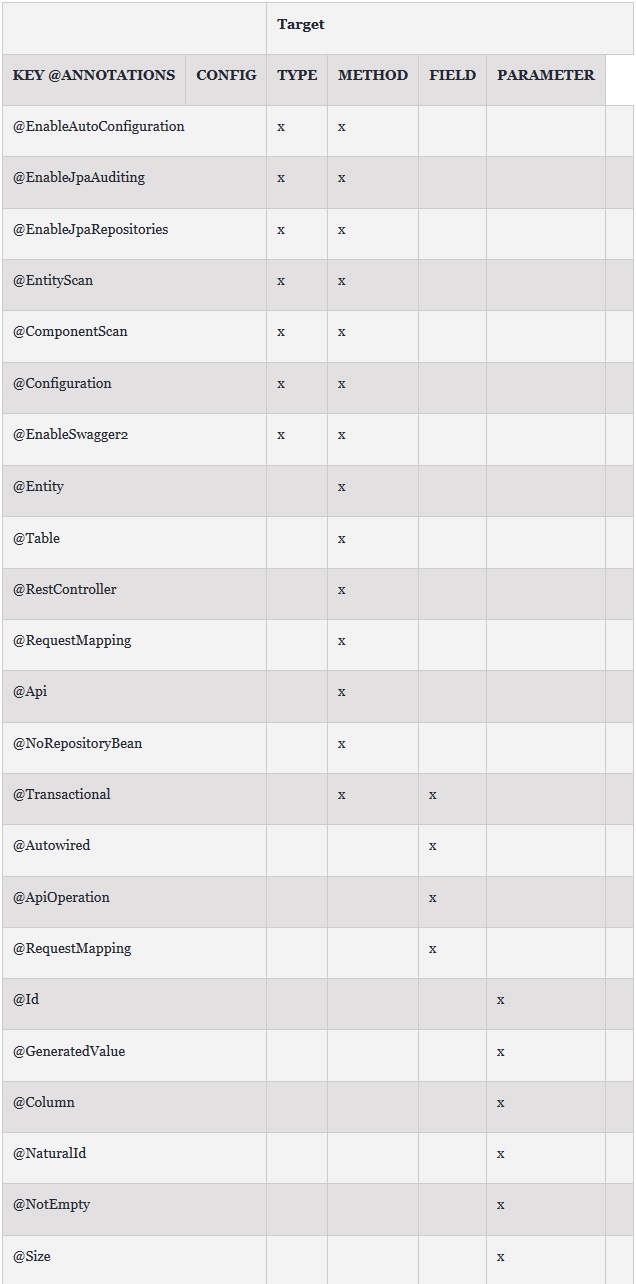 Target
KEY @ANNOTATIONS CONFIG TYPE METHOD FIELD PARAMETER
@EnableAutoConfiguration x x
@EnableJpaAuditing x x
@EnableJpaRepositories x x
@EntityScan x x
@ComponentScan x x
@Configuration x x
@EnableSwagger2 x x
@Entity x
@Table x
@RestController x
@RequestMapping x
@Api x
@NoRepositoryBean x
@Transactional x x
@Autowired x
@ApiOperation x
@RequestMapping x
@Id x
@GeneratedValue x
@Column x
@NaturalId x
@NotEmpty x
@Size x